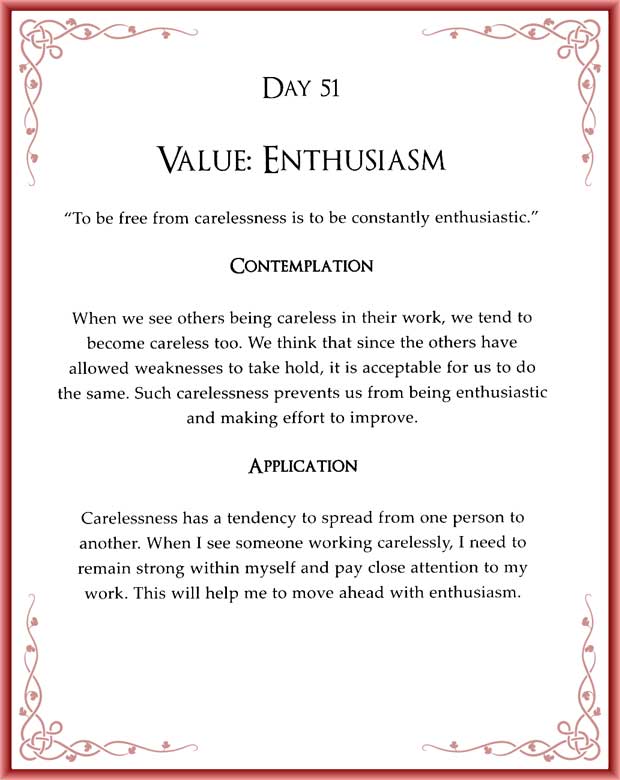 Day 51
Value: Enthusiasm
“To be free from carelessness is to be constantly enthusiastic.”
Contemplation
When we see others being careless in their work, we tend to
become careless too. We think that since the others have
allowed weaknesses to take hold, it is acceptable for us to do
the same. Such carelessness prevents us from being enthusiastic
and making effort to improve.
Application
Carelessness has a tendency to spread from one person to
another. When I see someone working carelessly, I need to
remain strong within myself and pay close attention to my
work. This will help me to move ahead with enthusiasm.